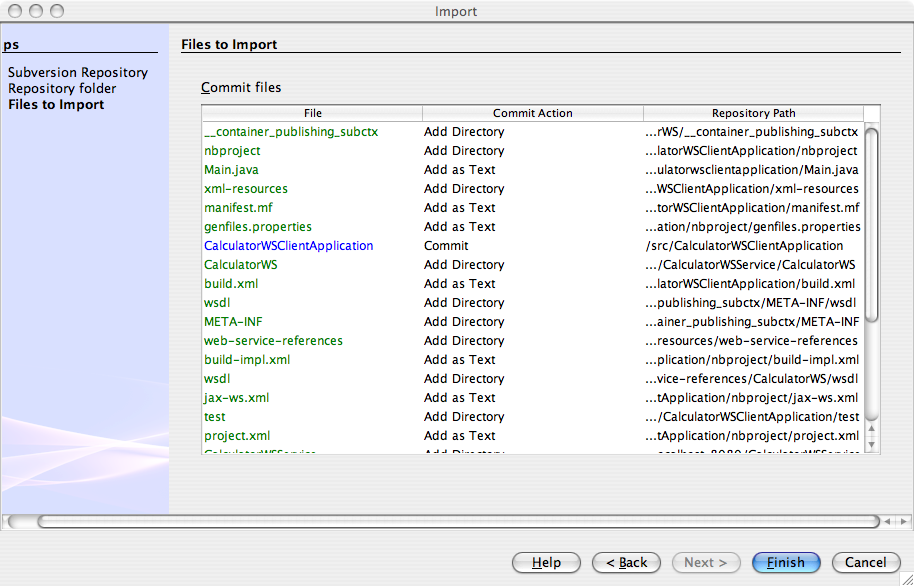 Import
ps
Subversion Repository
Repository folder
Files to Import
Files to Import
Commit files
File Commit Action Repository Path
__container_publishing_subctx Add Directory ...rWS/__container_publishing_subctx
nbproject Add Directory ...latorWSClientApplication/nbproject
Main.java Add as Text ...ulatorwsclientapplication/Main.java
xml-resources Add Directory ...WSClientApplication/xml-resources
manifest.mf Add as Text ...torWSClientApplication/manifest.mf
genfiles.properties Add as Text ...ation/nbproject/genfiles.properties
CalculatorWSClientApplication Commit /src/CalculatorWSClientApplication
CalculatorWS Add Directory .../CalculatorWSService/CalculatorWS
build.xml Add as Text ...latorWSClientApplication/build.xml
wsdl Add Directory ...publishing_subctx/META-INF/wsdl
META-INF Add Directory ...ainer_publishing_subctx/META-INF
web-service-references Add Directory ...resources/web-service-references
build-impl.xml Add as Text ...plication/nbproject/build-impl.xml
wsdl Add Directory ...vice-references/CalculatorWS/wsdl
jax-ws.xml Add as Text ...tApplication/nbproject/jax-ws.xml
test Add Directory .../CalculatorWSClientApplication/test
project.xml Add as Text ...tApplication/nbproject/project.xml
CalculatorWSService Add Directory ...ocalhost_8080/CalculatorWSService
Help < Back Next > Finish Cancel